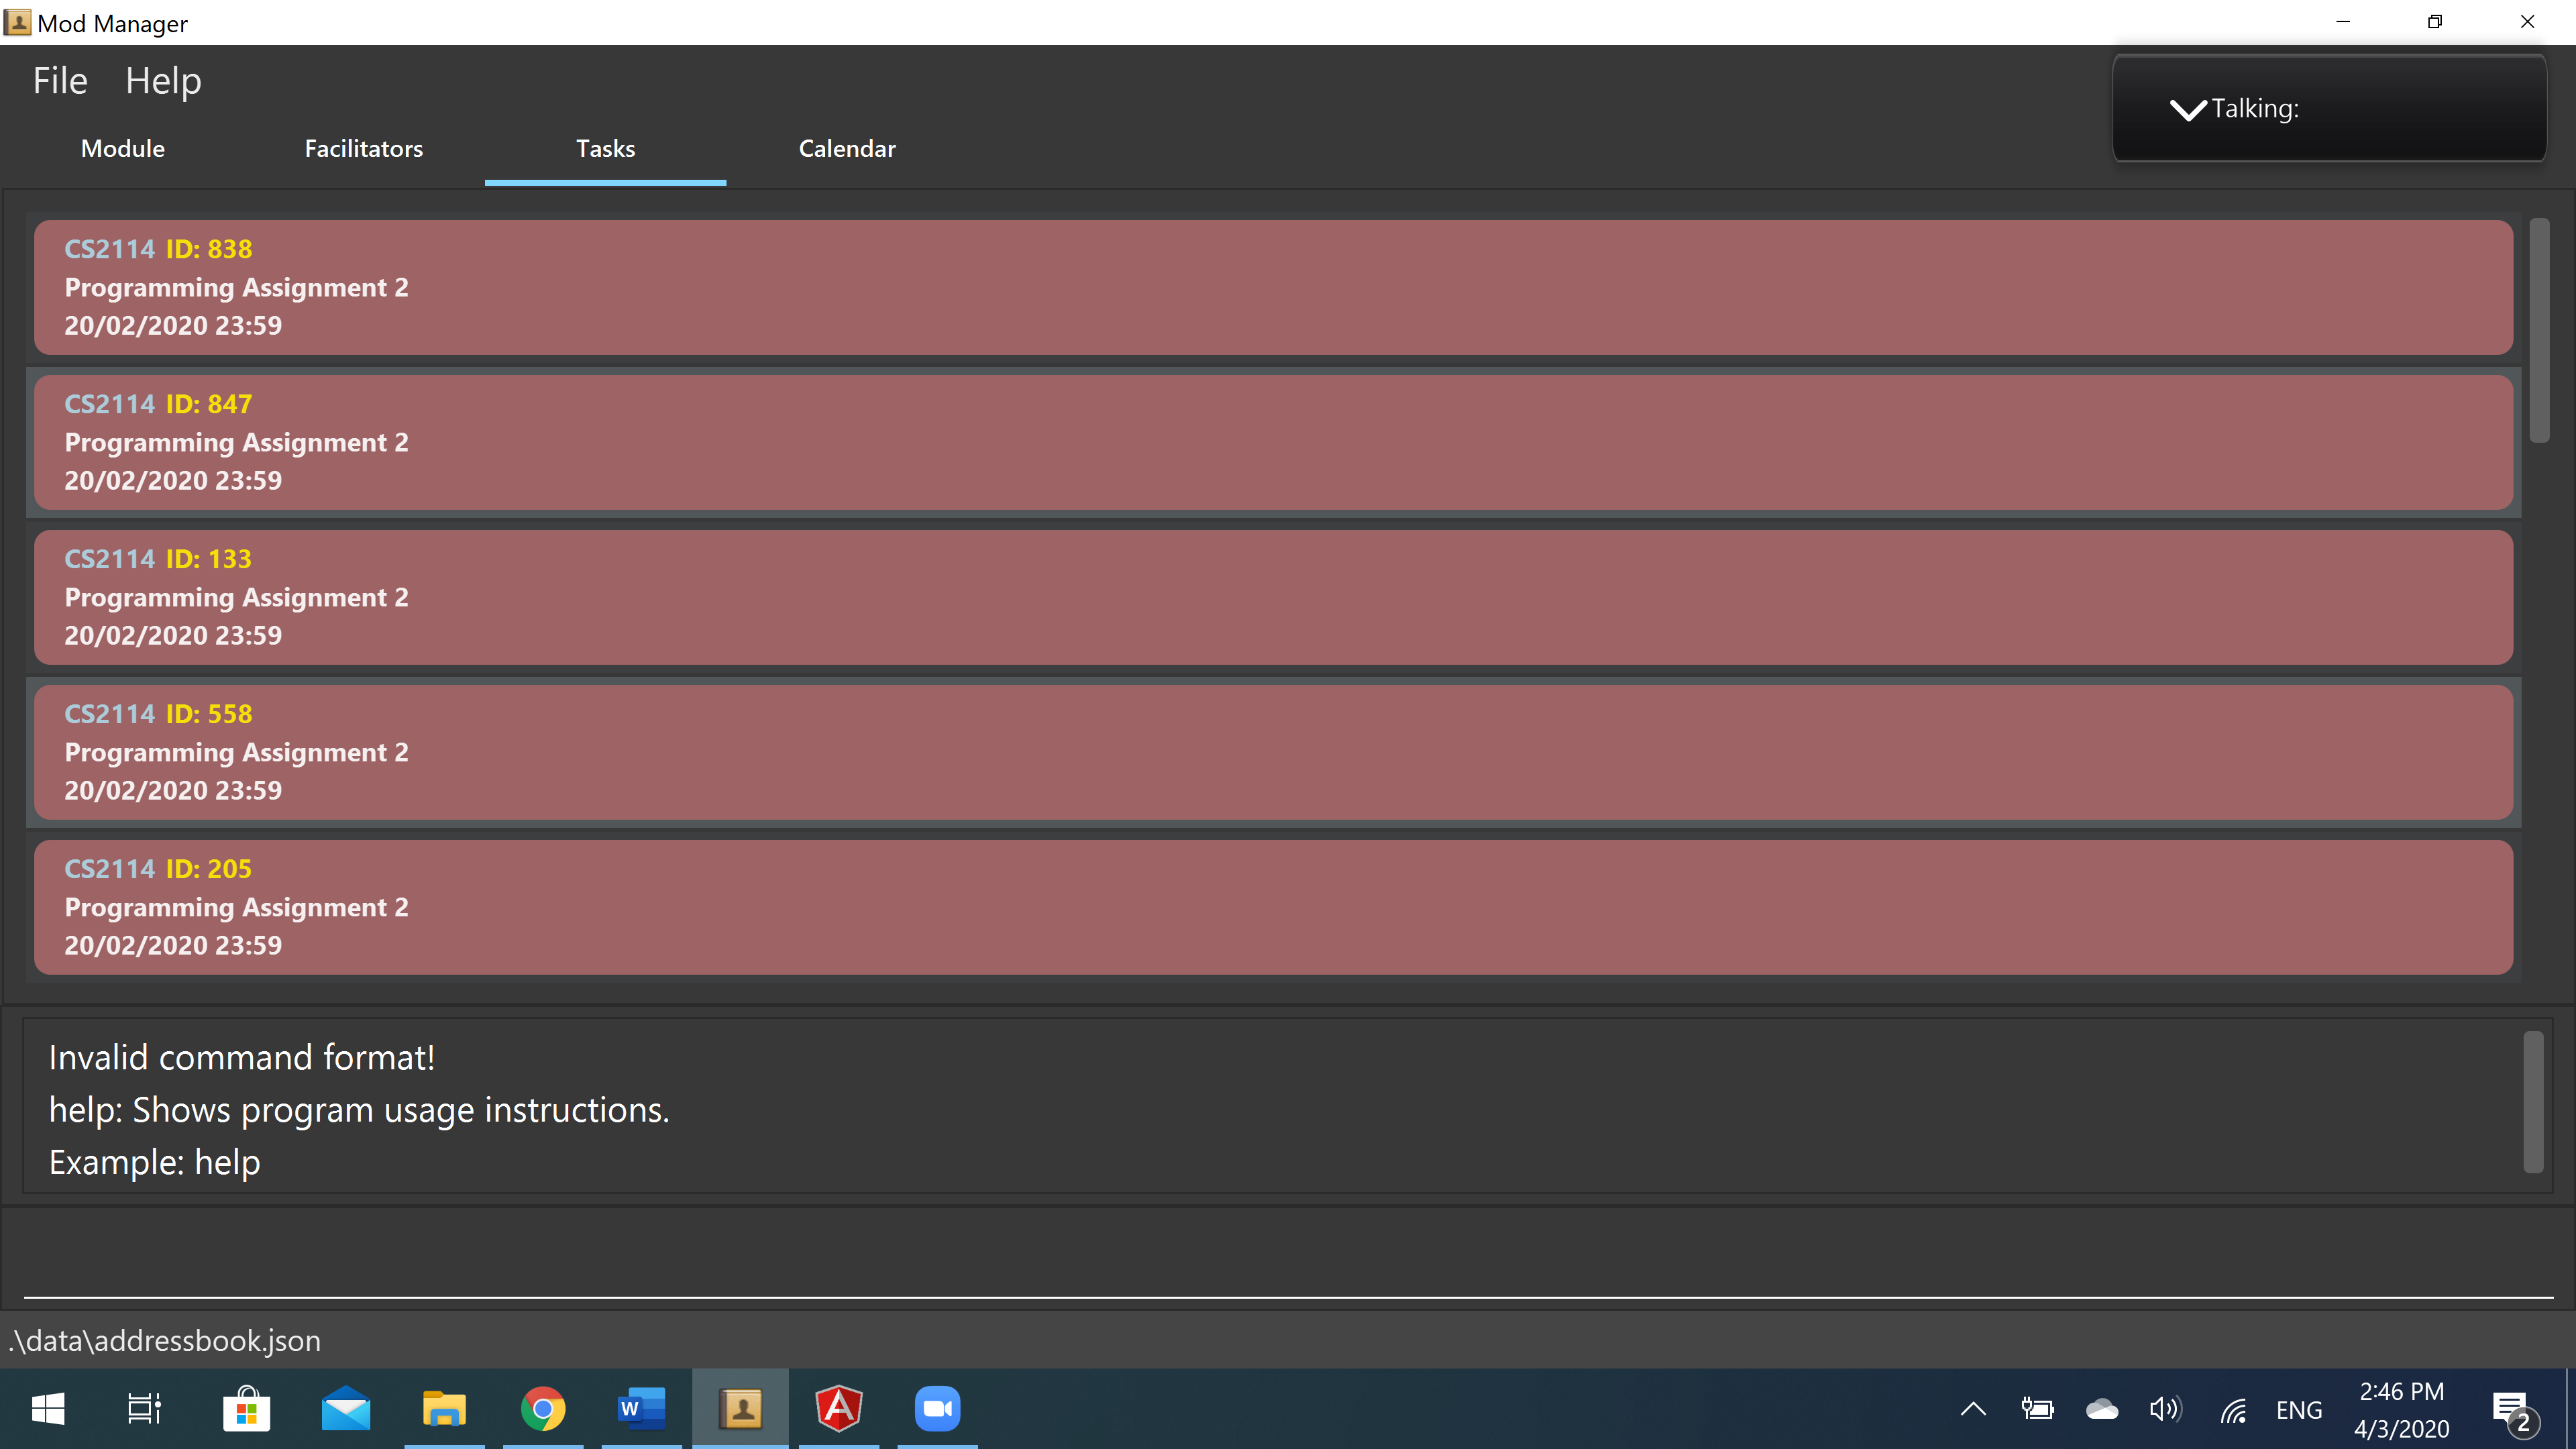 Mod Manager
File Help
Talking:
Module Facilitators Tasks Calendar
CS2114 ID: 838
Programming Assignment 2
20/02/2020 23:59
CS2114 ID: 847
Programming Assignment 2
20/02/2020 23:59
CS2114 ID: 133
Programming Assignment 2
20/02/2020 23:59
CS2114 ID: 558
Programming Assignment 2
20/02/2020 23:59
CS2114 ID: 205
Programming Assignment 2
20/02/2020 23:59
Invalid command format!
help: Shows program usage instructions.
Example: help
.\data\addressbook.json
W
A
ENG
2:46 PM
4/3/2020
2